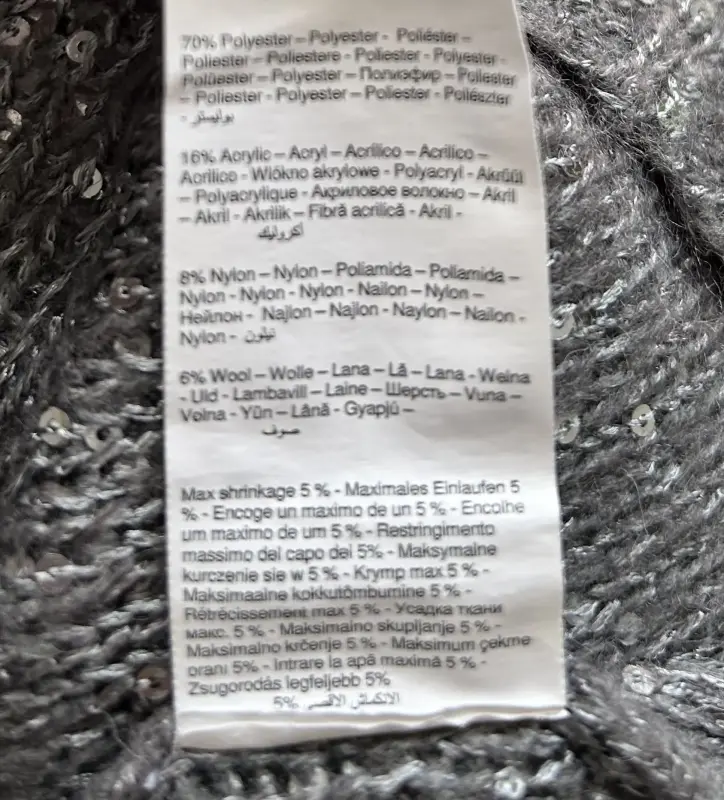 70% Polyester – Polyester - Poliéster –
Poliester – Poliestere - Poliester - Polyester -
Polüester – Polyester – Полиэфир – Poliester
– Poliester - Polyester – Poliester - Poliészter
- بوليستر
16% Acrylic – Acryl – Acrílico – Acrílico –
Acrilico - Włókno akrylowe - Polyacryl - Akrüül
– Polyacrylique - Акриловое волокно – Akril
– Akril - Akrilik – Fibră acrilică - Akril -
أكروليك
8% Nylon – Nylon – Poliamida – Poliamida –
Nylon - Nylon - Nylon - Nailon – Nylon –
Нейлон - Najlon – Najlon - Naylon – Nailon -
Nylon - نيلون
6% Wool – Wolle – Lana – Lã – Lana - Wełna
- Uld - Lambavill – Laine – Шерсть – Vuna –
Volna - Yün – Lână - Gyapjú –
صوف
Max shrinkage 5 % - Maximales Einlaufen 5
% - Encoge un maximo de un 5 % - Encolhe
um maximo de um 5 % - Restringimento
massimo del capo del 5% - Maksymalne
kurczenie się w 5 % - Krymp max 5 % -
Maksimaalne kokkutõmbumine 5 % -
Rétrécissement max 5 % - Усадка ткани
макс. 5 % - Maksimalno skupljanje 5 % -
Maksimalno krčenje 5 % - Maksimum çekme
oranı 5% - Intrare la apă maximă 5 % -
Zsugorodás legfeljebb 5%
الانكماش الاقصى 5%